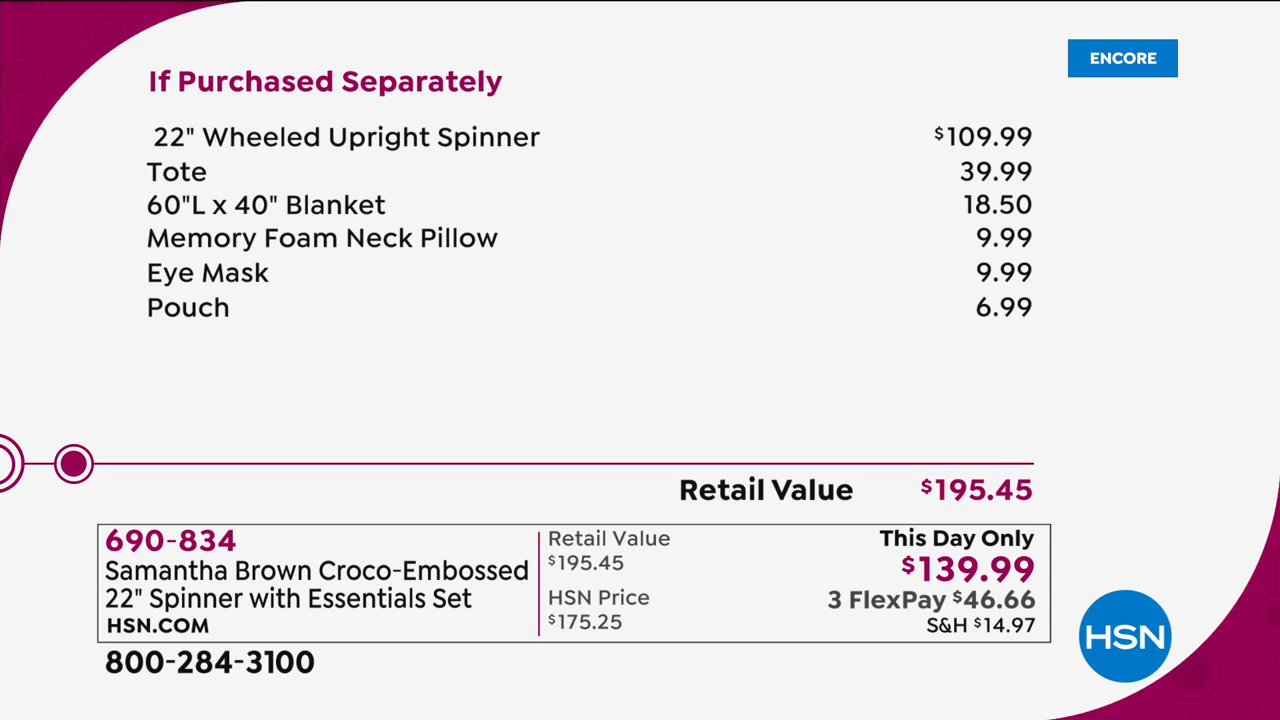 ENCORE
If Purchased Separately
22" Wheeled Upright Spinner $109.99
Tote 39.99
60"L x 40" Blanket 18.50
Memory Foam Neck Pillow 9.99
Eye Mask 9.99
Pouch 6.99
Retail Value $195.45
690-834
Samantha Brown Croco-Embossed
22" Spinner with Essentials Set
HSN.COM
Retail Value
$195.45
HSN Price
$175.25
This Day Only
$139.99
3 FlexPay $46.66
S&H $14.97
800-284-3100
HSN